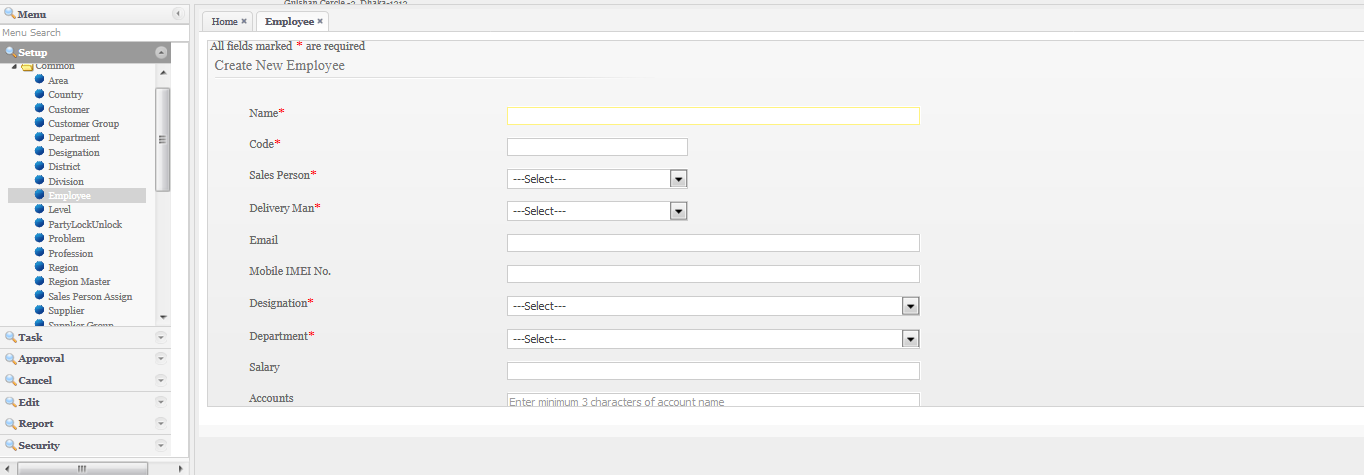 Gulshan Cercle -2, Dhaka-1212
Menu
Menu Search
Setup
Common
Area
Country
Customer
Customer Group
Department
Designation
District
Division
Employee
Level
PartyLockUnlock
Problem
Profession
Region
Region Master
Sales Person Assign
Supplier
Supplier Group
Task
Approval
Cancel
Edit
Report
Security
Home
Employee
All fields marked * are required
Create New Employee
Name*
Code*
Sales Person* ---Select---
Delivery Man* ---Select---
Email
Mobile IMEI No.
Designation* ---Select---
Department* ---Select---
Salary
Accounts Enter minimum 3 characters of account name